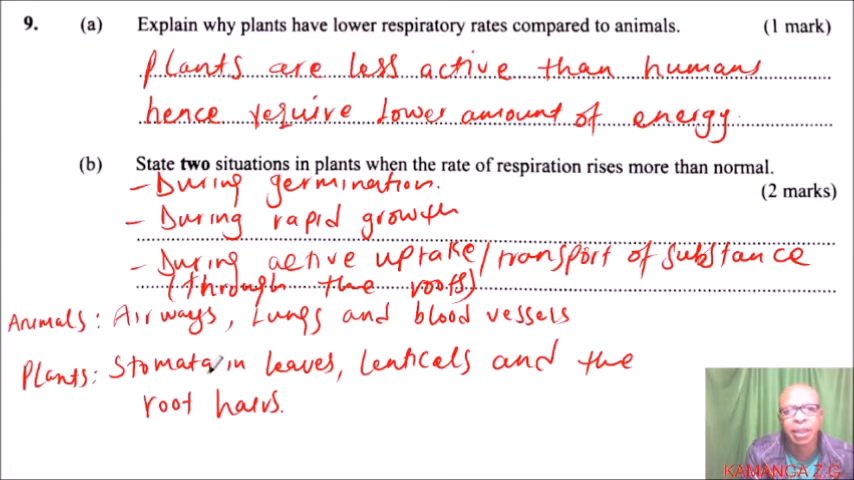 9. (a) Explain why plants have lower respiratory rates compared to animals. (1 mark)
Plants are less active than humans
hence require lower amount of energy.
(b) State two situations in plants when the rate of respiration rises more than normal.
(2 marks)
- During germination.
- During rapid growth
- During active uptake/transport of substance
(through the roots)
Animals: Airways, Lungs and blood vessels
Plants: Stomata in leaves, lenticels and the
root hairs.
KAMANGA Z.G